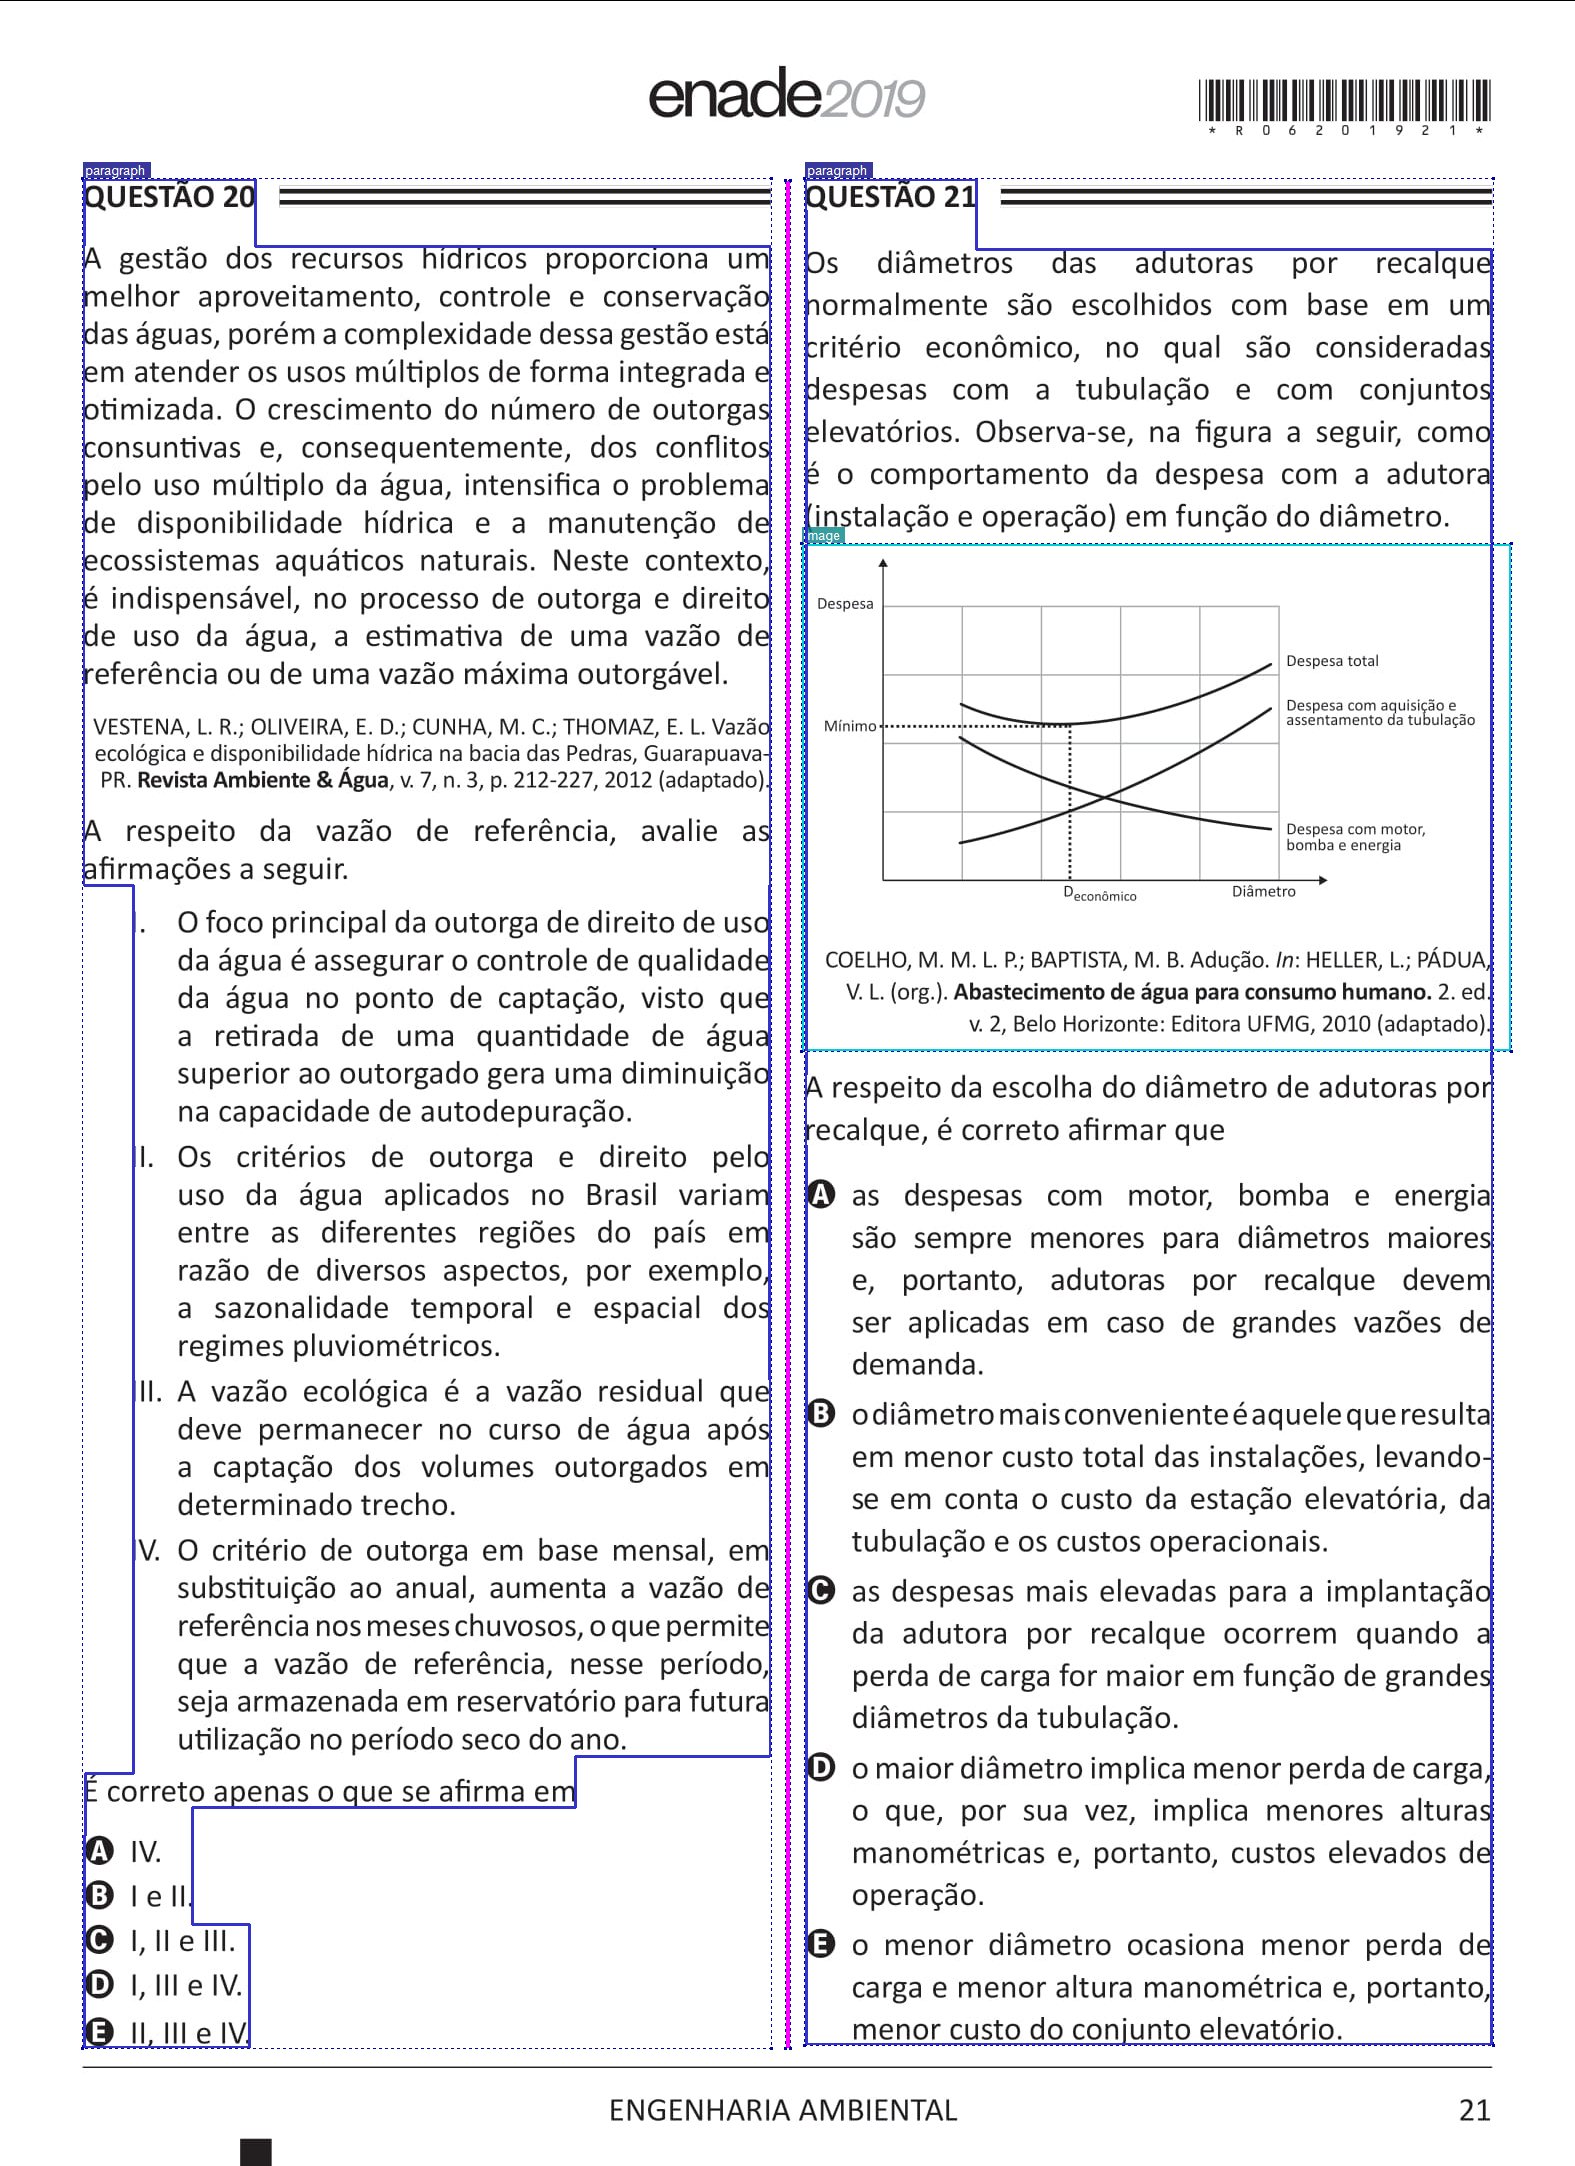 enade2019
* R 0 6 2 0 1 9 2 1 *
paragraph
QUESTÃO 20
A gestão dos recursos hídricos proporciona um
melhor aproveitamento, controle e conservação
das águas, porém a complexidade dessa gestão está
em atender os usos múltiplos de forma integrada e
otimizada. O crescimento do número de outorgas
consuntivas e, consequentemente, dos conflitos
pelo uso múltiplo da água, intensifica o problema
de disponibilidade hídrica e a manutenção de
ecossistemas aquáticos naturais. Neste contexto,
é indispensável, no processo de outorga e direito
de uso da água, a estimativa de uma vazão de
referência ou de uma vazão máxima outorgável.
VESTENA, L. R.; OLIVEIRA, E. D.; CUNHA, M. C.; THOMAZ, E. L. Vazão
ecológica e disponibilidade hídrica na bacia das Pedras, Guarapuava-
PR. Revista Ambiente & Água, v. 7, n. 3, p. 212-227, 2012 (adaptado).
A respeito da vazão de referência, avalie as
afirmações a seguir.
I. O foco principal da outorga de direito de uso
da água é assegurar o controle de qualidade
da água no ponto de captação, visto que
a retirada de uma quantidade de água
superior ao outorgado gera uma diminuição
na capacidade de autodepuração.
II. Os critérios de outorga e direito pelo
uso da água aplicados no Brasil variam
entre as diferentes regiões do país em
razão de diversos aspectos, por exemplo,
a sazonalidade temporal e espacial dos
regimes pluviométricos.
III. A vazão ecológica é a vazão residual que
deve permanecer no curso de água após
a captação dos volumes outorgados em
determinado trecho.
IV. O critério de outorga em base mensal, em
substituição ao anual, aumenta a vazão de
referência nos meses chuvosos, o que permite
que a vazão de referência, nesse período,
seja armazenada em reservatório para futura
utilização no período seco do ano.
É correto apenas o que se afirma em
A IV.
B I e II.
C I, II e III.
D I, III e IV.
E II, III e IV.
paragraph
QUESTÃO 21
Os diâmetros das adutoras por recalque
normalmente são escolhidos com base em um
critério econômico, no qual são consideradas
despesas com a tubulação e com conjuntos
elevatórios. Observa-se, na figura a seguir, como
é o comportamento da despesa com a adutora
(instalação e operação) em função do diâmetro.
mage
Despesa
Despesa total
Despesa com aquisição e
assentamento da tubulação
Mínimo
Despesa com motor,
bomba e energia
Deconômico
Diâmetro
COELHO, M. M. L. P.; BAPTISTA, M. B. Adução. In: HELLER, L.; PÁDUA,
V. L. (org.). Abastecimento de água para consumo humano. 2. ed.
v. 2, Belo Horizonte: Editora UFMG, 2010 (adaptado).
A respeito da escolha do diâmetro de adutoras por
recalque, é correto afirmar que
A as despesas com motor, bomba e energia
são sempre menores para diâmetros maiores
e, portanto, adutoras por recalque devem
ser aplicadas em caso de grandes vazões de
demanda.
B o diâmetro mais conveniente é aquele que resulta
em menor custo total das instalações, levando-
se em conta o custo da estação elevatória, da
tubulação e os custos operacionais.
C as despesas mais elevadas para a implantação
da adutora por recalque ocorrem quando a
perda de carga for maior em função de grandes
diâmetros da tubulação.
D o maior diâmetro implica menor perda de carga,
o que, por sua vez, implica menores alturas
manométricas e, portanto, custos elevados de
operação.
E o menor diâmetro ocasiona menor perda de
carga e menor altura manométrica e, portanto,
menor custo do conjunto elevatório.
ENGENHARIA AMBIENTAL
21